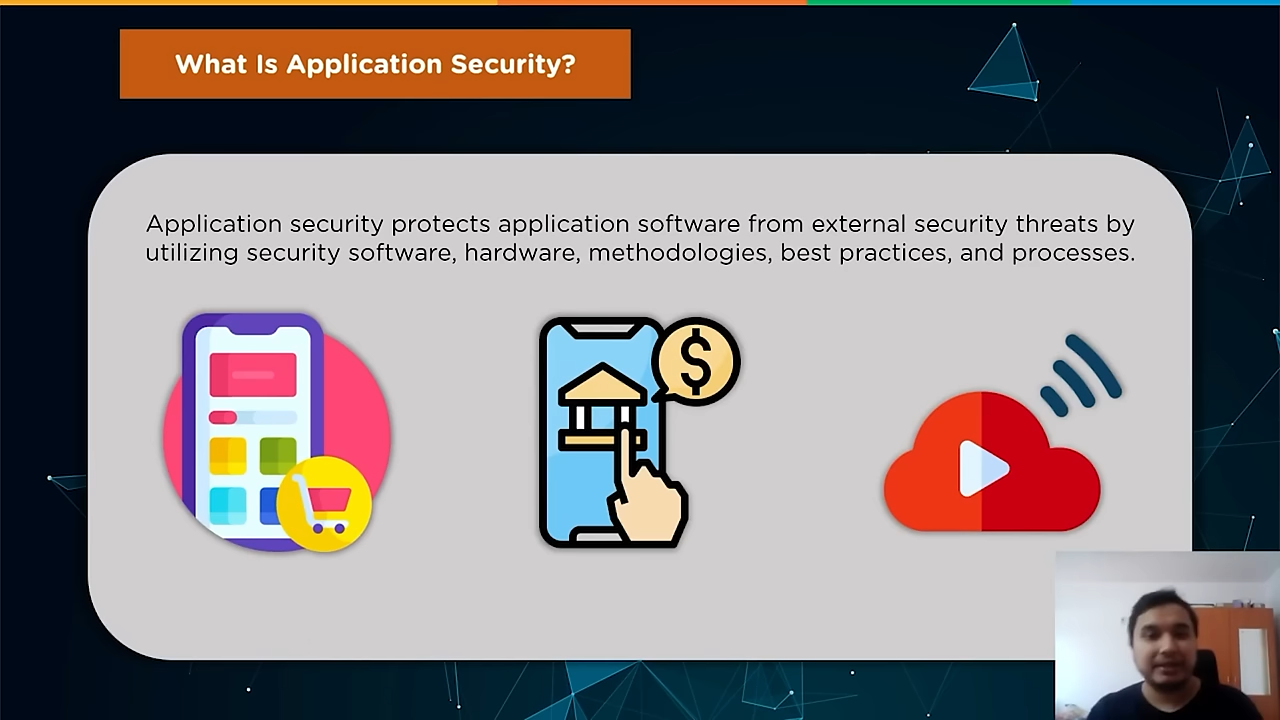 What Is Application Security?
Application security protects application software from external security threats by
utilizing security software, hardware, methodologies, best practices, and processes.
$